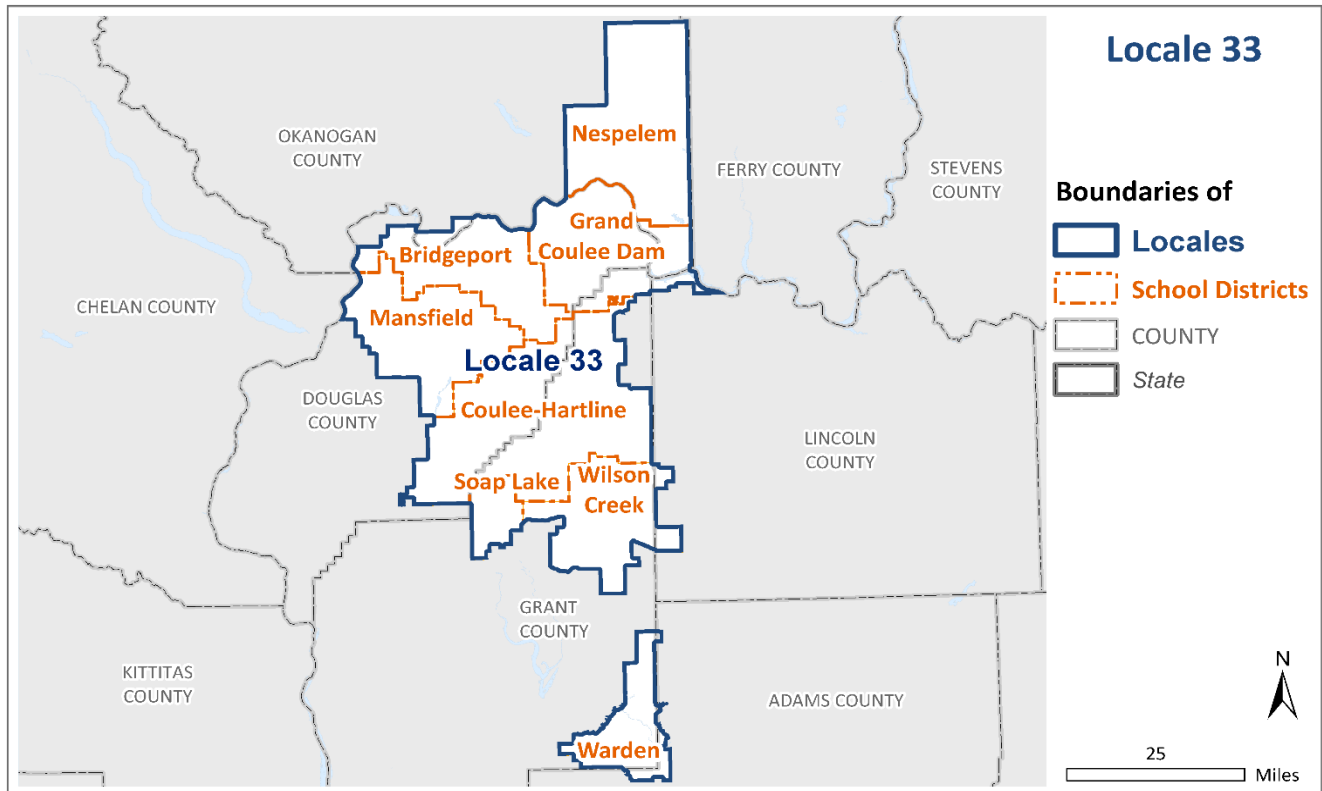 Locale 33
Boundaries of
Locales
School Districts
COUNTY
State
N
25
Miles
OKANOGAN
COUNTY
Nespelem
FERRY COUNTY
STEVENS
COUNTY
Grand
Coulee Dam
Bridgeport
CHELAN COUNTY
Mansfield
Locale 33
DOUGLAS
COUNTY
Coulee-Hartline
LINCOLN
COUNTY
Soap Lake
Wilson
Creek
GRANT
COUNTY
KITTITAS
COUNTY
ADAMS COUNTY
Warden